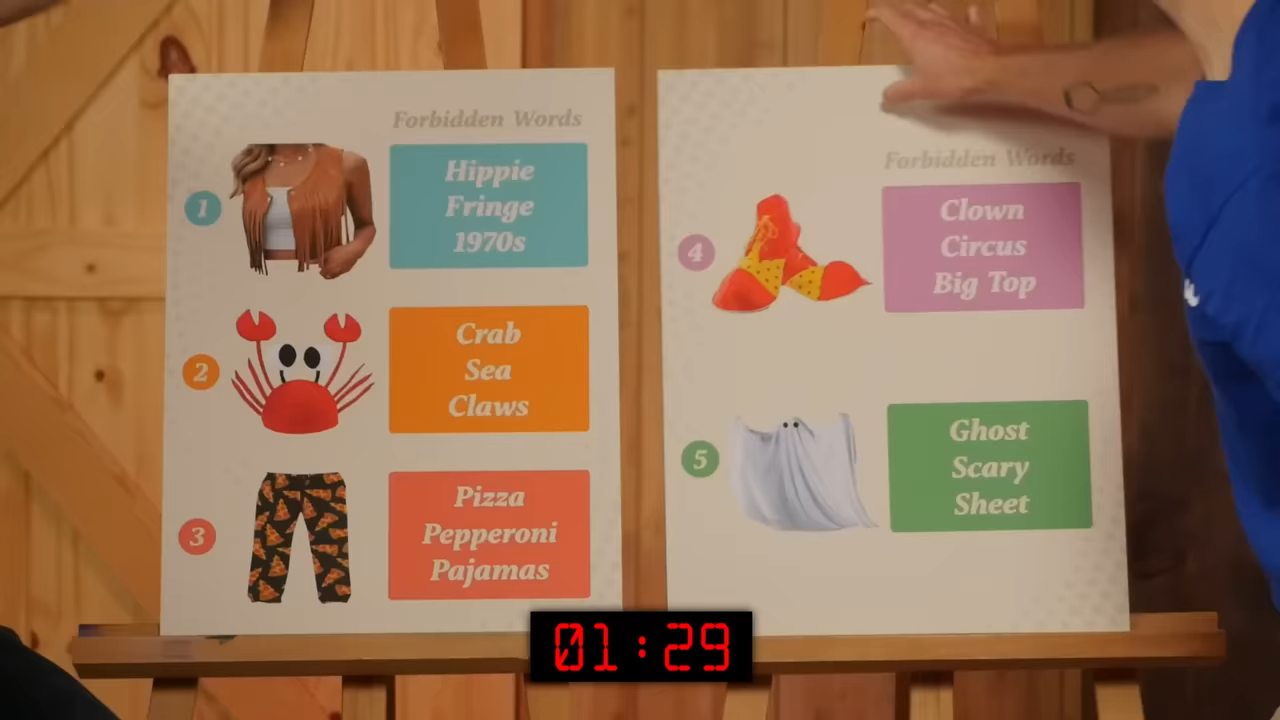 Forbidden Words
1
Hippie
Fringe
1970s
2
Crab
Sea
Claws
3
Pizza
Pepperoni
Pajamas
Forbidden Words
4
Clown
Circus
Big Top
5
Ghost
Scary
Sheet
01:29